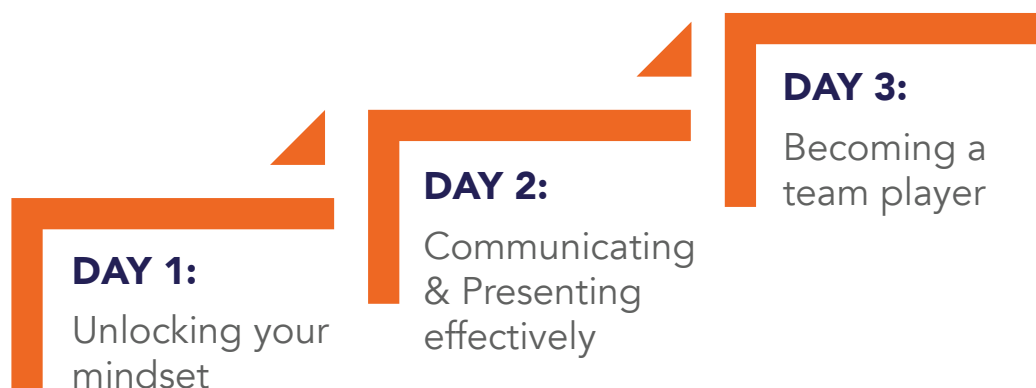 DAY 1:
Unlocking your
mindset
DAY 2:
Communicating
& Presenting
effectively
DAY 3:
Becoming a
team player